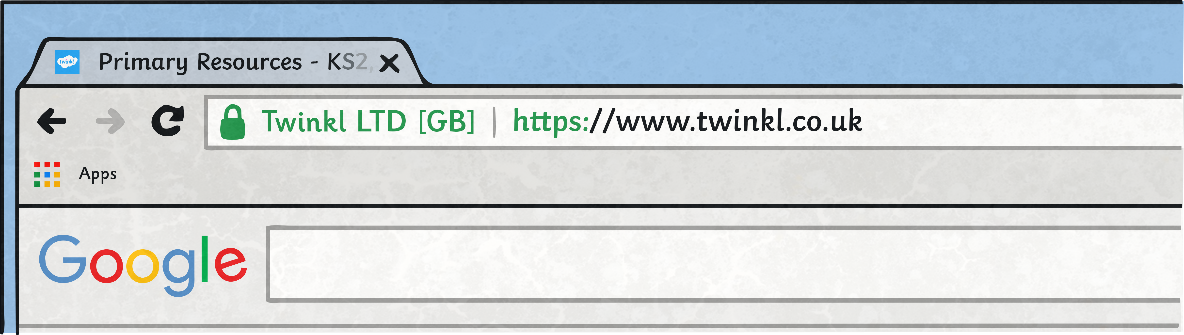 Primary Resources - KS2,
Twinkl LTD [GB] | https://www.twinkl.co.uk
Apps
Google